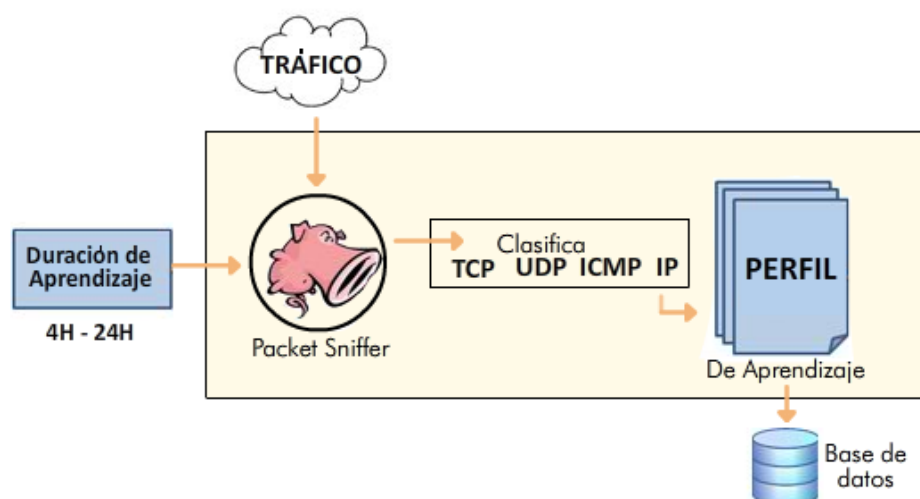 TRÁFICO
Duración de
Aprendizaje
4H - 24H
Packet Sniffer
Clasifica
TCP UDP ICMP IP
PERFIL
De Aprendizaje
Base de
datos